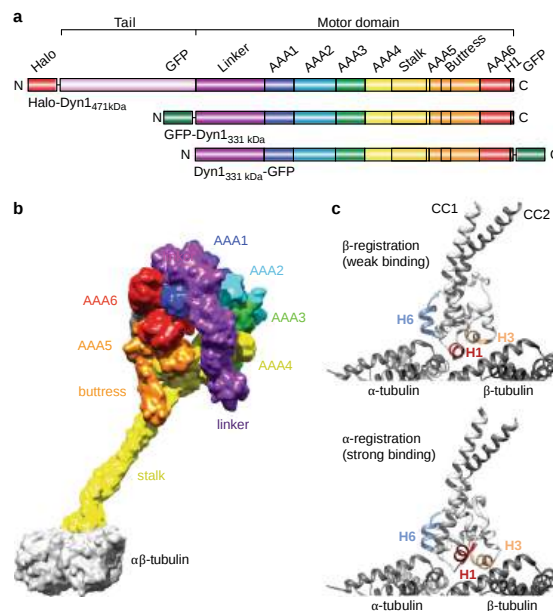 a
Tail
Motor domain
Halo
GFP
Linker
AAA1
AAA2
AAA3
AAA4
Stalk
AAA5
Buttress
AAA6
H1
GFP
N
C
Halo-Dyn1471kDa
N
C
GFP-Dyn1331 kDa
N
C
Dyn1331 kDa-GFP
b
AAA1
AAA2
AAA6
AAA3
AAA5
AAA4
buttress
linker
stalk
αβ-tubulin
c
CC1
CC2
β-registration
(weak binding)
H6
H3
H1
α-tubulin
β-tubulin
α-registration
(strong binding)
H6
H3
H1
α-tubulin
β-tubulin